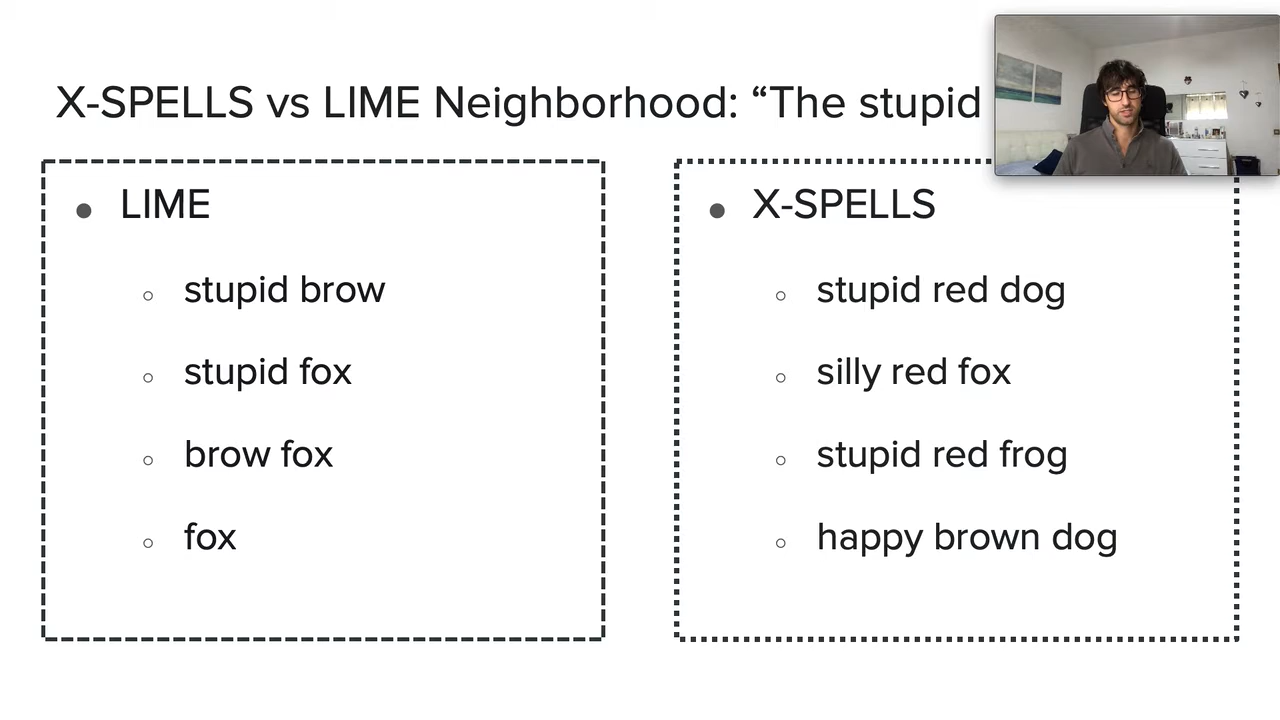 X-SPELLS vs LIME Neighborhood: “The stupid
LIME
stupid brow
stupid fox
brow fox
fox
X-SPELLS
stupid red dog
silly red fox
stupid red frog
happy brown dog